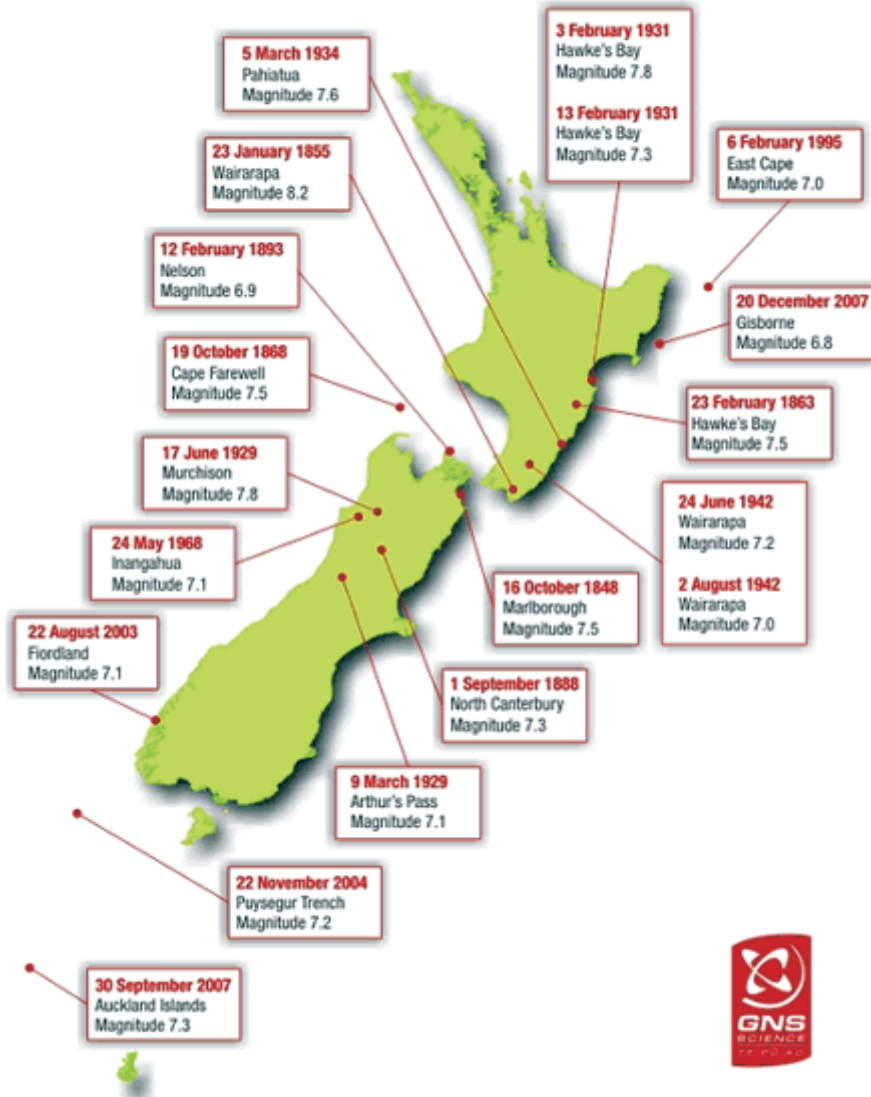 5 March 1934
Pahiatua
Magnitude 7.6
3 February 1931
Hawke's Bay
Magnitude 7.8
13 February 1931
Hawke's Bay
Magnitude 7.3
6 February 1995
East Cape
Magnitude 7.0
23 January 1855
Wairarapa
Magnitude 8.2
12 February 1893
Nelson
Magnitude 6.9
20 December 2007
Gisborne
Magnitude 6.8
19 October 1868
Cape Farewell
Magnitude 7.5
23 February 1863
Hawke's Bay
Magnitude 7.5
17 June 1929
Murchison
Magnitude 7.8
24 June 1942
Wairarapa
Magnitude 7.2
2 August 1942
Wairarapa
Magnitude 7.0
24 May 1968
Inangahua
Magnitude 7.1
16 October 1848
Marlborough
Magnitude 7.5
22 August 2003
Fiordland
Magnitude 7.1
1 September 1888
North Canterbury
Magnitude 7.3
9 March 1929
Arthur's Pass
Magnitude 7.1
22 November 2004
Puysegur Trench
Magnitude 7.2
30 September 2007
Auckland Islands
Magnitude 7.3
GNS
SCIENCE
TE PŪ AO